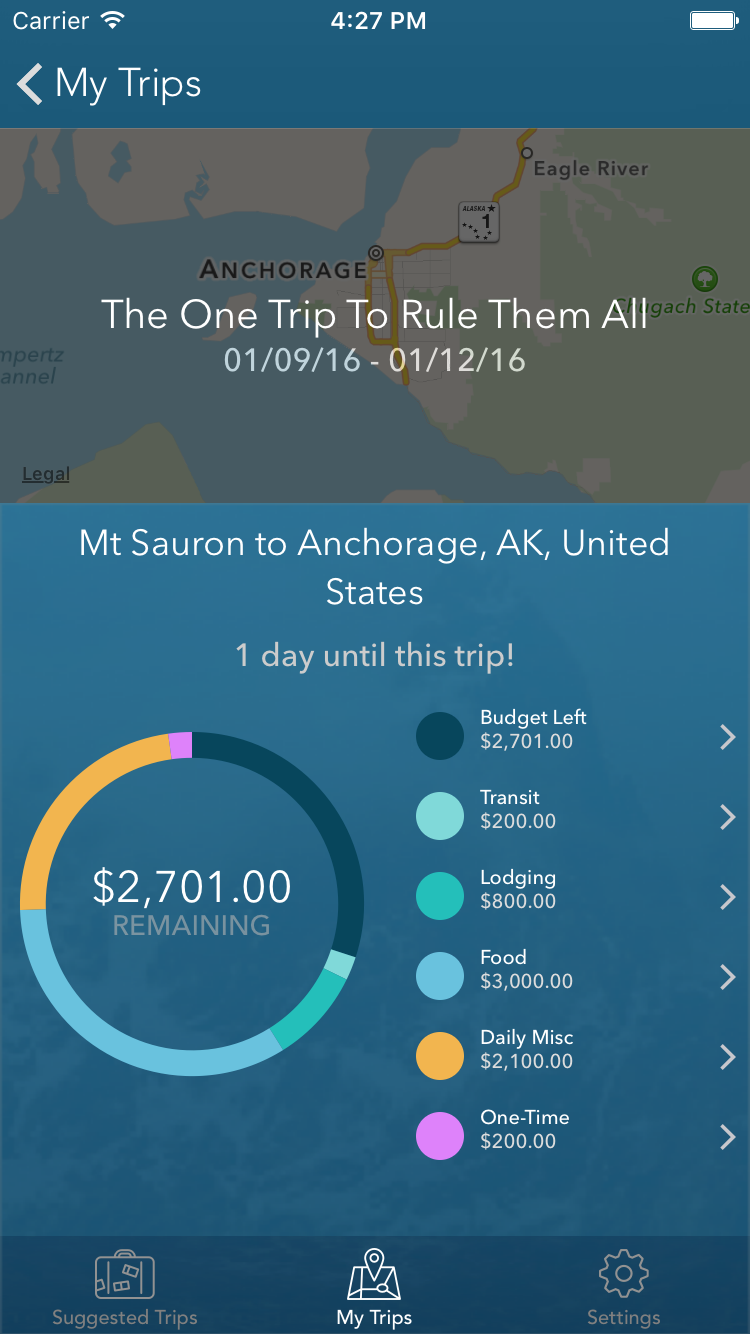 Carrier 4:27 PM
My Trips
Eagle River
ALASKA
1
ANCHORAGE
Chugach State
The One Trip To Rule Them All
01/09/16 - 01/12/16
mpertz
annel
Legal
Mt Sauron to Anchorage, AK, United
States
1 day until this trip!
Budget Left
$2,701.00
Transit
$200.00
Lodging
$800.00
$2,701.00
REMAINING
Food
$3,000.00
Daily Misc
$2,100.00
One-Time
$200.00
Suggested Trips My Trips Settings